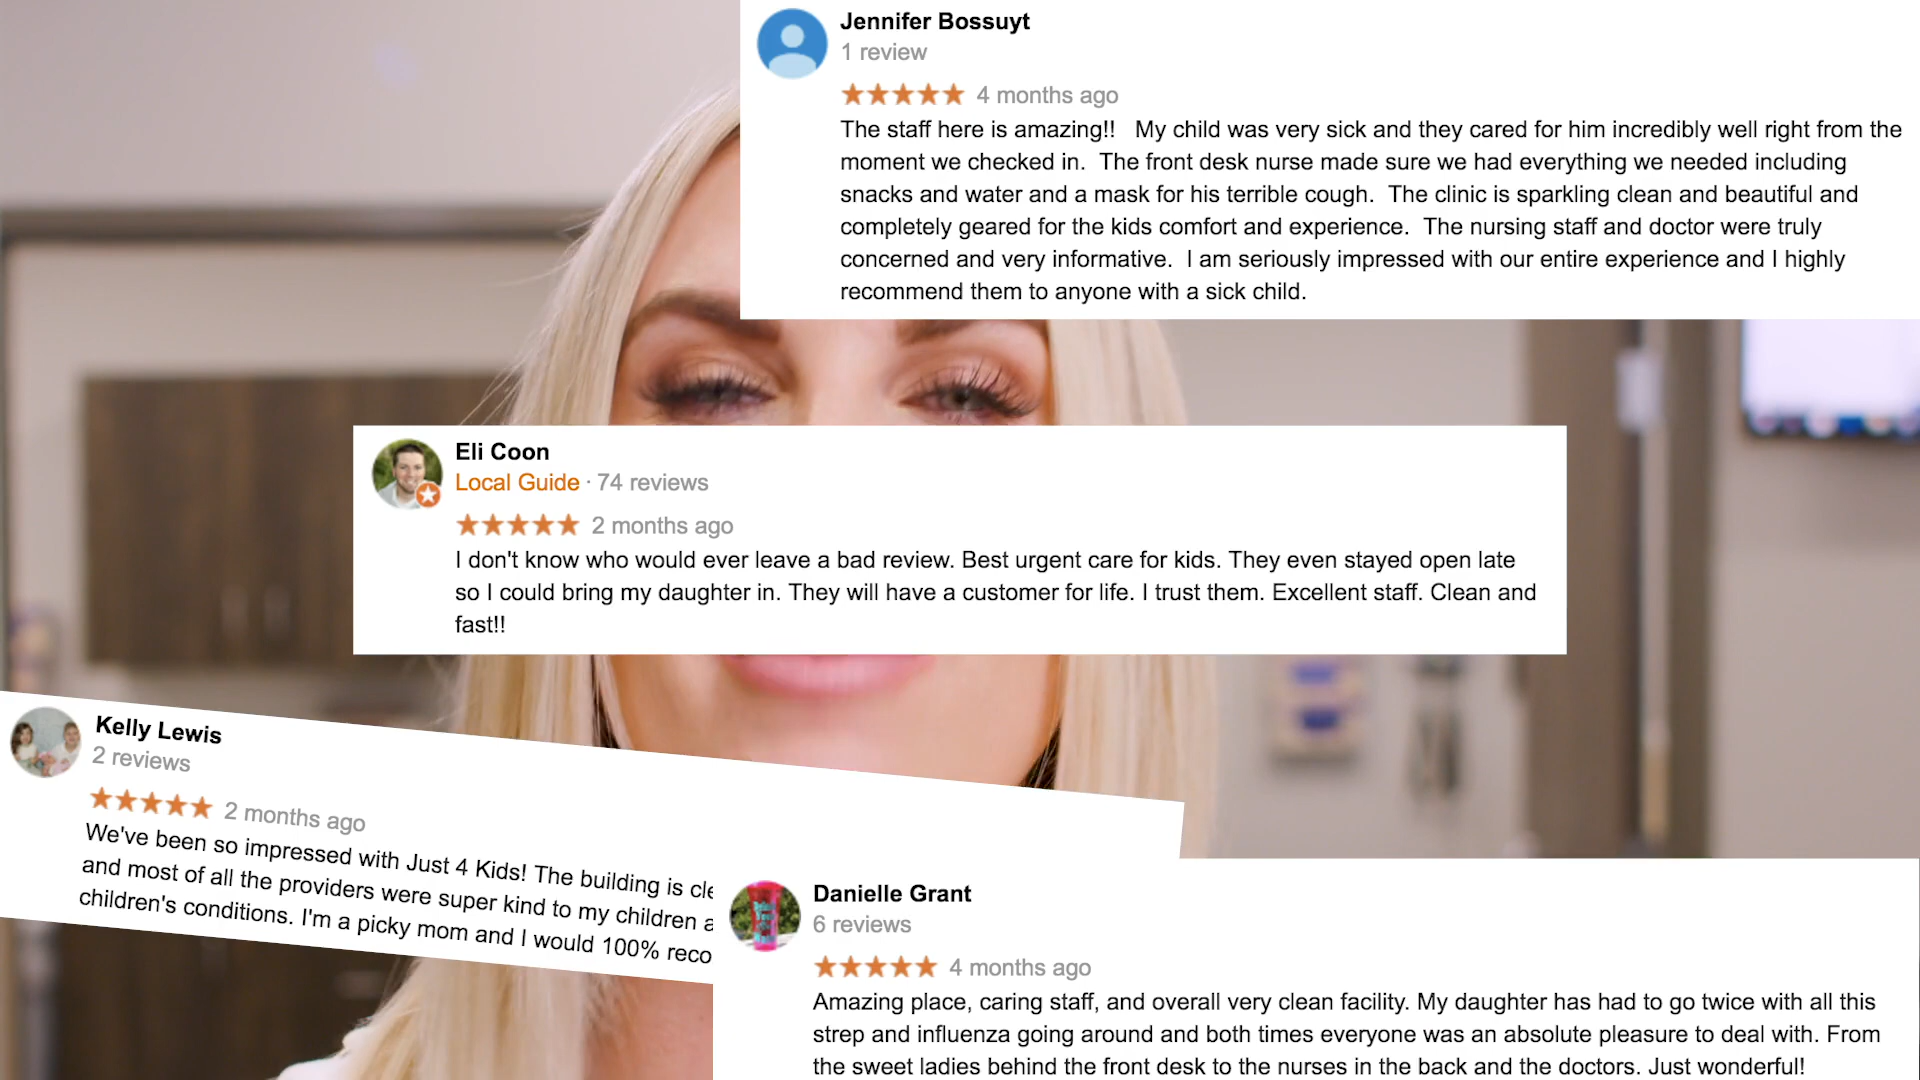 Jennifer Bossuyt
1 review
4 months ago
The staff here is amazing!!   My child was very sick and they cared for him incredibly well right from the
moment we checked in.  The front desk nurse made sure we had everything we needed including
snacks and water and a mask for his terrible cough.  The clinic is sparkling clean and beautiful and
completely geared for the kids comfort and experience.  The nursing staff and doctor were truly
concerned and very informative.  I am seriously impressed with our entire experience and I highly
recommend them to anyone with a sick child.
Eli Coon
Local Guide · 74 reviews
2 months ago
I don't know who would ever leave a bad review. Best urgent care for kids. They even stayed open late
so I could bring my daughter in. They will have a customer for life. I trust them. Excellent staff. Clean and
fast!!
Kelly Lewis
2 reviews
2 months ago
We've been so impressed with Just 4 Kids! The building is
and most of all the providers were super kind to my children
children's conditions. I'm a picky mom and I would 100%
Danielle Grant
6 reviews
4 months ago
Amazing place, caring staff, and overall very clean facility. My daughter has had to go twice with all this
strep and influenza going around and both times everyone was an absolute pleasure to deal with. From
the sweet ladies behind the front desk to the nurses in the back and the doctors. Just wonderful!